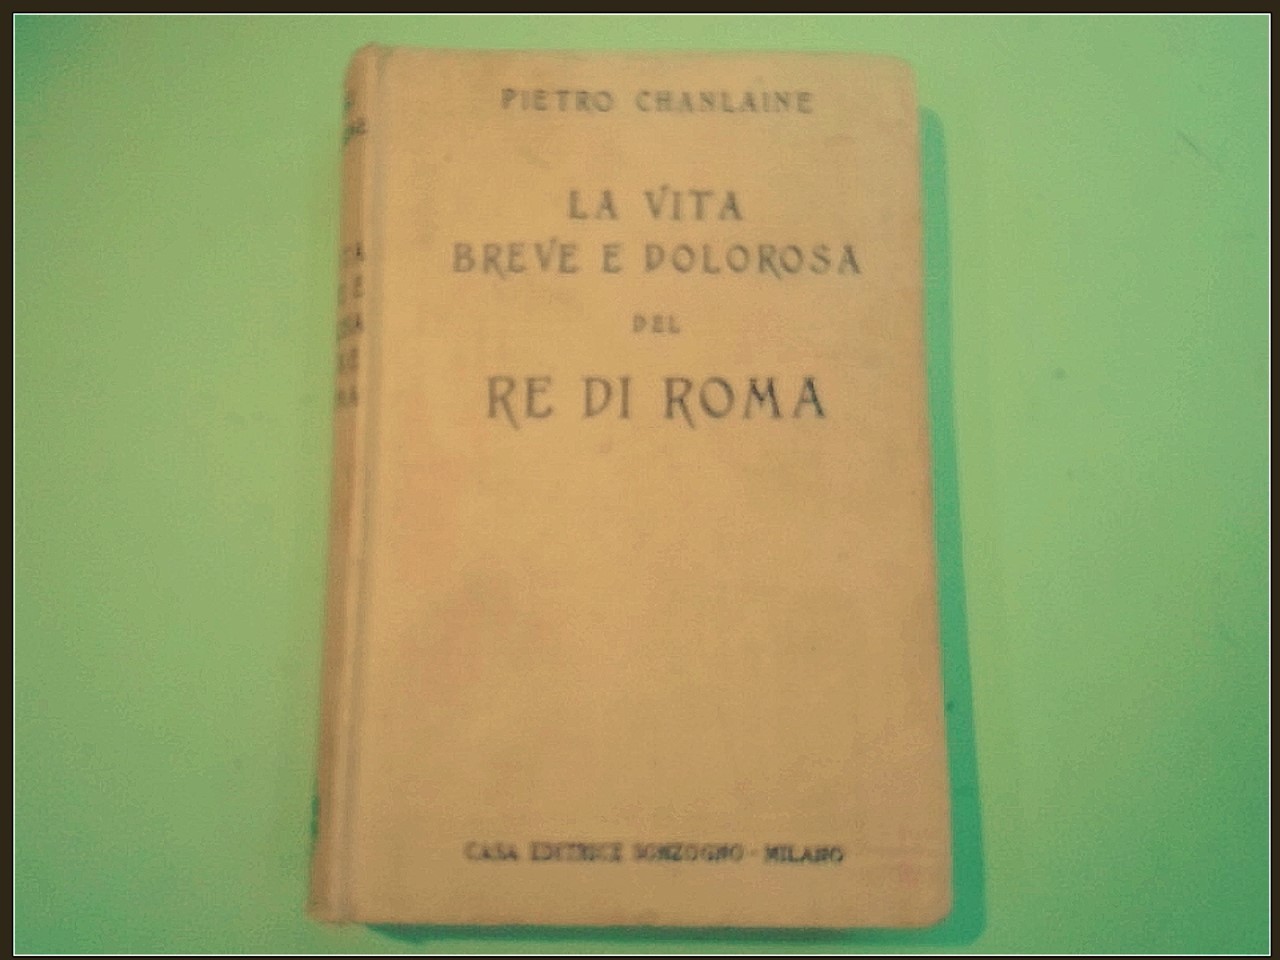 PIETRO CHANLAINE
LA VITA
BREVE E DOLOROSA
DEL
RE DI ROMA
CASA EDITRICE SONZOGNO - MILANO